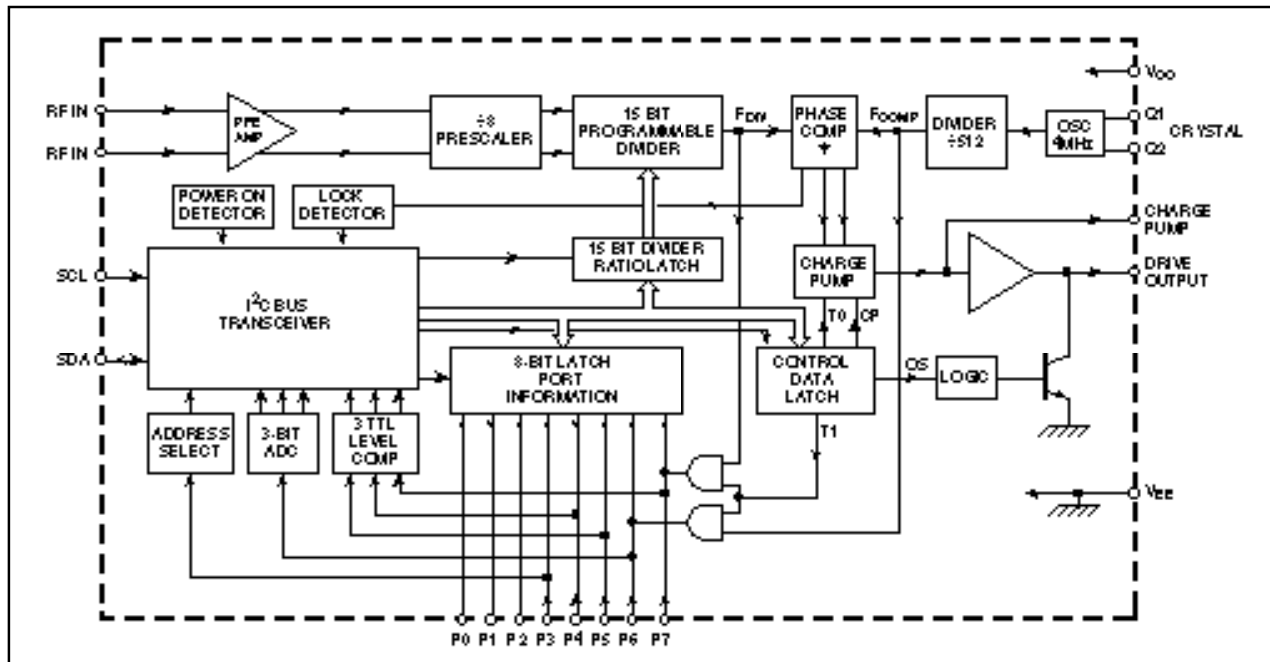 RF IN
RF IN
PRE
AMP
÷8
PRESCALER
15 BIT
PROGRAMMABLE
DIVIDER
FDIV
PHASE
COMP
FCOMP
DIVIDER
÷512
OSC
4MHz
VCC
Q1
CRYSTAL
Q2
POWER ON
DETECTOR
LOCK
DETECTOR
15 BIT DIVIDER
RATIO LATCH
CHARGE
PUMP
CHARGE
PUMP
DRIVE
OUTPUT
SCL
SDA
I²C BUS
TRANSCEIVER
T0
CP
8-BIT LATCH
PORT
INFORMATION
CONTROL
DATA
LATCH
OS
LOGIC
T1
ADDRESS
SELECT
3-BIT
ADC
3 TTL
LEVEL
COMP
VEE
P0 P1 P2 P3 P4 P5 P6 P7